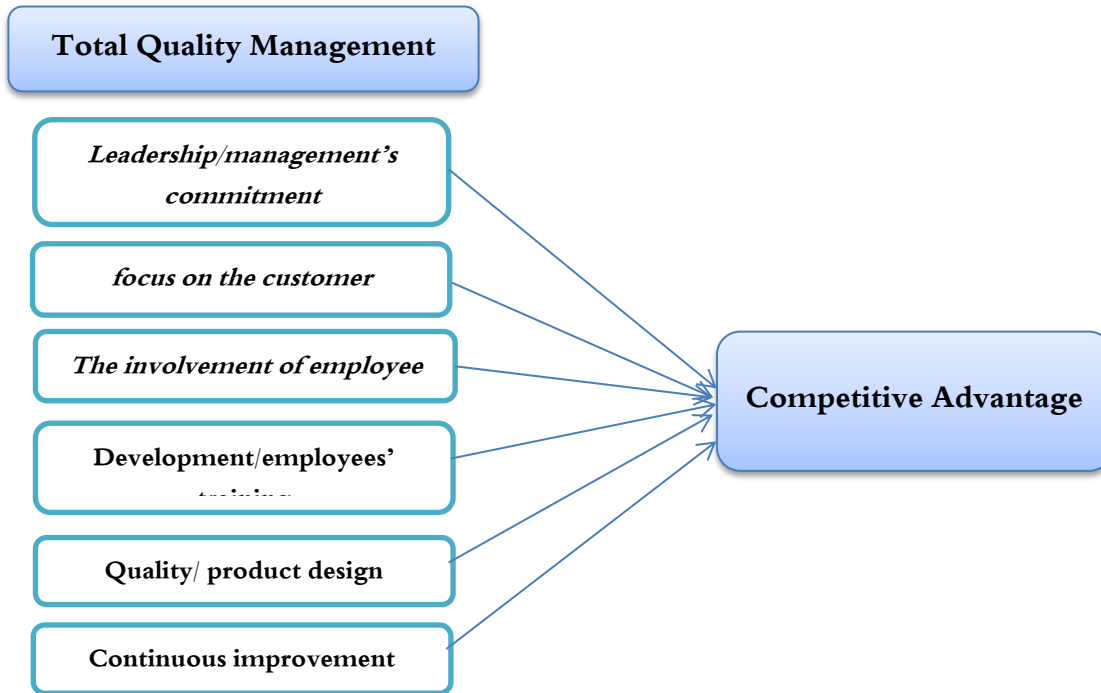 Total Quality Management
Leadership/management’s
commitment
focus on the customer
The involvement of employee
Development/employees’
Quality/ product design
Continuous improvement
Competitive Advantage